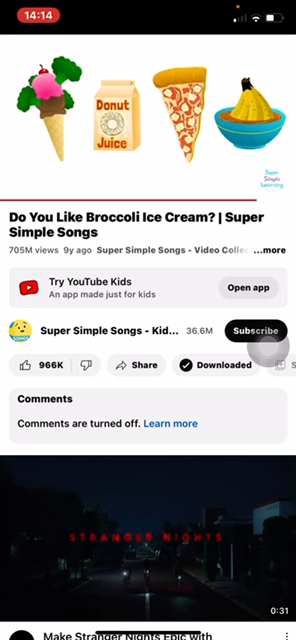 14:14
Donut
Juice
Super
Simple
Learning
Do You Like Broccoli Ice Cream? | Super
Simple Songs
705M views 9y ago Super Simple Songs - Video Collec ...more
Try YouTube Kids
An app made just for kids
Open app
Super Simple Songs - Kid... 36.6M Subscribe
966K Share Downloaded S
Comments
Comments are turned off. Learn more
STRANGER NIGHTS
0:31
Make Stranger Nights Epic with